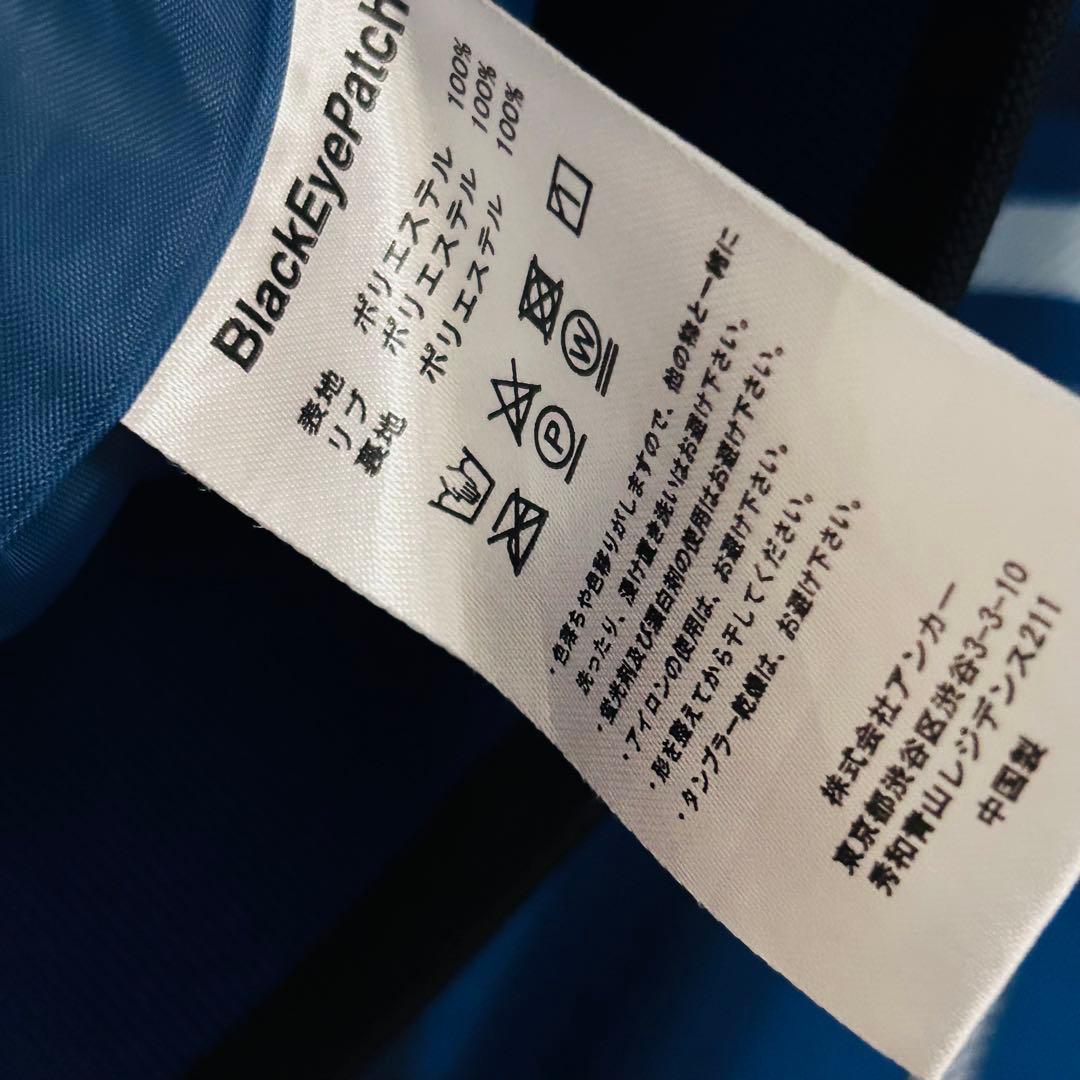 BlackEyePatch
表地 ポリエステル 100%
リブ ポリエステル 100%
裏地 ポリエステル 100%
W
P
・色落ちや色移りがしますので、他の物と一緒に
洗ったり、漬け置き洗いはお避け下さい。
・蛍光剤及び漂白剤の使用はお避け下さい。
・アイロンの使用は、お避け下さい。
・形を整えてから干してください。
・タンブラー乾燥は、お避け下さい。
株式会社アンカー
東京都渋谷区渋谷3-3-10
秀和青山レジデンス211
中国製